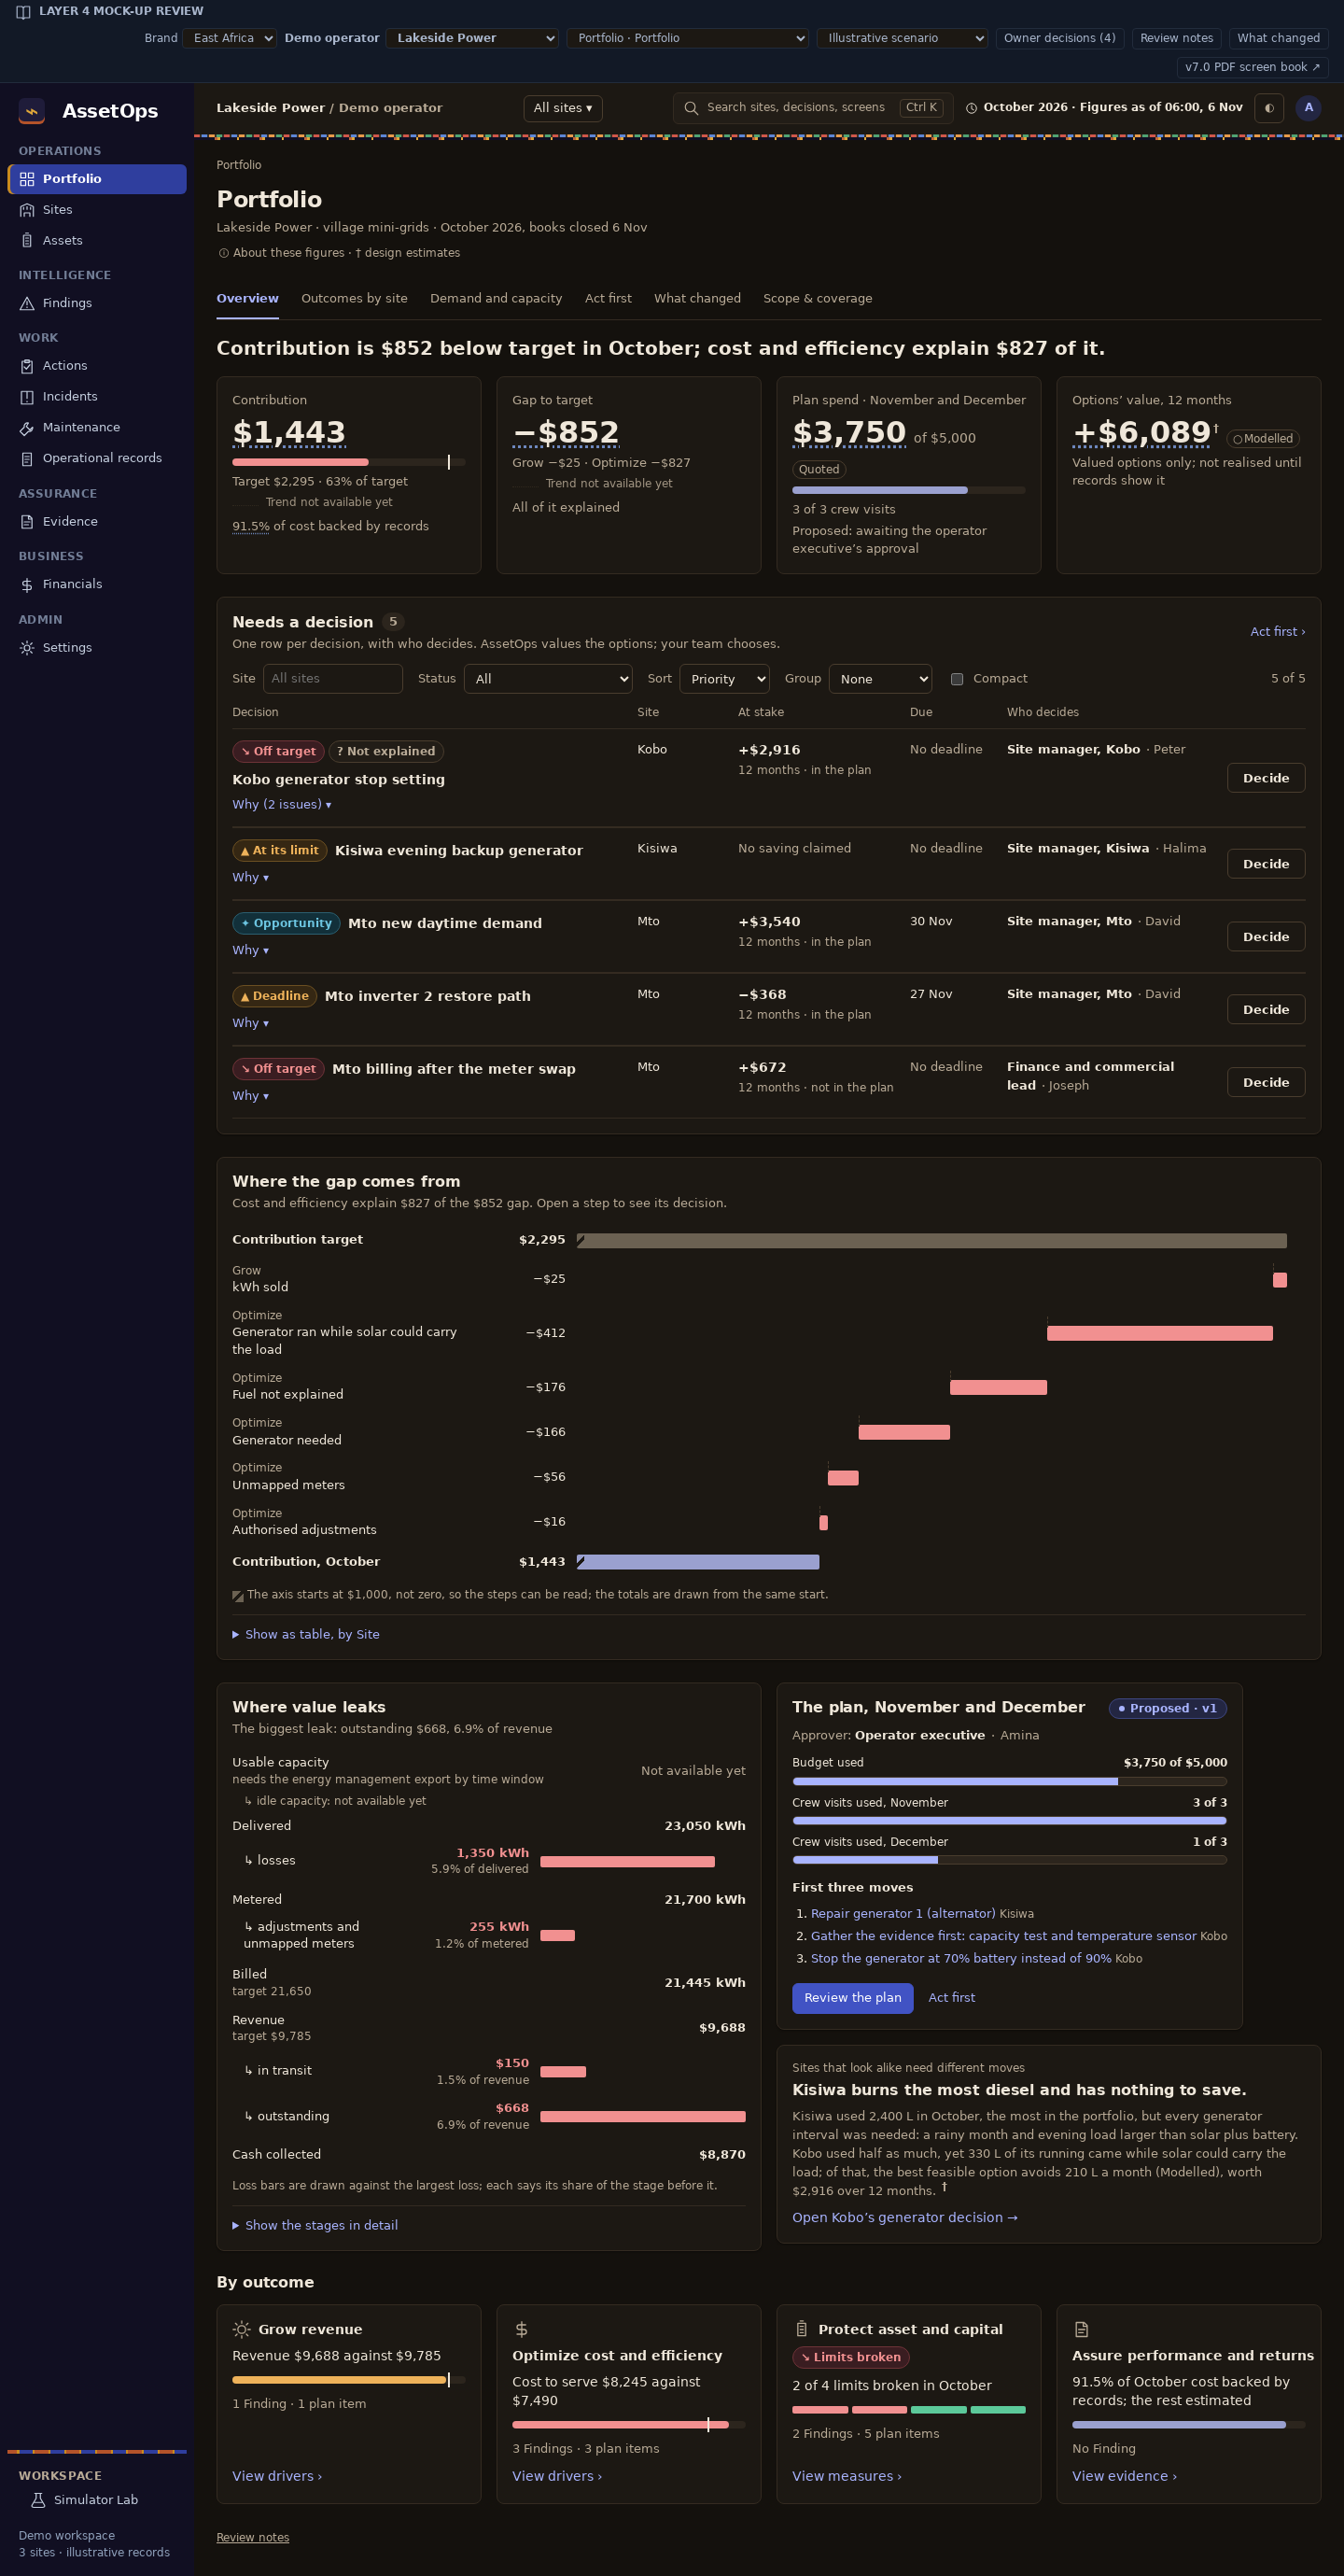 LAYER 4 MOCK-UP REVIEW
Brand East Africa Demo operator Lakeside Power Portfolio · Portfolio Illustrative scenario Owner decisions (4) Review notes What changed
v7.0 PDF screen book ↗
AssetOps
OPERATIONS
Portfolio
Sites
Assets
INTELLIGENCE
Findings
WORK
Actions
Incidents
Maintenance
Operational records
ASSURANCE
Evidence
BUSINESS
Financials
ADMIN
Settings
WORKSPACE
Simulator Lab
Demo workspace
3 sites · illustrative records
Lakeside Power / Demo operator All sites ▾ Search sites, decisions, screens Ctrl K October 2026 · Figures as of 06:00, 6 Nov A
Portfolio
Portfolio
Lakeside Power · village mini-grids · October 2026, books closed 6 Nov
About these figures · † design estimates
Overview Outcomes by site Demand and capacity Act first What changed Scope & coverage
Contribution is $852 below target in October; cost and efficiency explain $827 of it.
Contribution
$1,443
Target $2,295 · 63% of target
Trend not available yet
91.5% of cost backed by records
Gap to target
−$852
Grow −$25 · Optimize −$827
Trend not available yet
All of it explained
Plan spend · November and December
$3,750 of $5,000
Quoted
3 of 3 crew visits
Proposed: awaiting the operator
executive’s approval
Options’ value, 12 months
+$6,089† Modelled
Valued options only; not realised until
records show it
Needs a decision 5
One row per decision, with who decides. AssetOps values the options; your team chooses.
Act first ›
Site All sites Status All Sort Priority Group None Compact 5 of 5
Decision Site At stake Due Who decides
↘ Off target ? Not explained
Kobo generator stop setting
Why (2 issues) ▾
Kobo
+$2,916
12 months · in the plan
No deadline
Site manager, Kobo · Peter
Decide
▲ At its limit Kisiwa evening backup generator
Why ▾
Kisiwa
No saving claimed
No deadline
Site manager, Kisiwa · Halima
Decide
✦ Opportunity Mto new daytime demand
Why ▾
Mto
+$3,540
12 months · in the plan
30 Nov
Site manager, Mto · David
Decide
▲ Deadline Mto inverter 2 restore path
Why ▾
Mto
−$368
12 months · in the plan
27 Nov
Site manager, Mto · David
Decide
↘ Off target Mto billing after the meter swap
Why ▾
Mto
+$672
12 months · not in the plan
No deadline
Finance and commercial
lead · Joseph
Decide
Where the gap comes from
Cost and efficiency explain $827 of the $852 gap. Open a step to see its decision.
Contribution target $2,295
Grow
kWh sold −$25
Optimize
Generator ran while solar could carry
the load
−$412
Optimize
Fuel not explained −$176
Optimize
Generator needed −$166
Optimize
Unmapped meters −$56
Optimize
Authorised adjustments −$16
Contribution, October $1,443
The axis starts at $1,000, not zero, so the steps can be read; the totals are drawn from the same start.
▶ Show as table, by Site
Where value leaks
The biggest leak: outstanding $668, 6.9% of revenue
Usable capacity
needs the energy management export by time window
Not available yet
↳ idle capacity: not available yet
Delivered 23,050 kWh
↳ losses 1,350 kWh
5.9% of delivered
Metered 21,700 kWh
↳ adjustments and
unmapped meters
255 kWh
1.2% of metered
Billed
target 21,650
21,445 kWh
Revenue
target $9,785
$9,688
↳ in transit $150
1.5% of revenue
↳ outstanding $668
6.9% of revenue
Cash collected $8,870
Loss bars are drawn against the largest loss; each says its share of the stage before it.
▶ Show the stages in detail
The plan, November and December Proposed · v1
Approver: Operator executive · Amina
Budget used $3,750 of $5,000
Crew visits used, November 3 of 3
Crew visits used, December 1 of 3
First three moves
1. Repair generator 1 (alternator) Kisiwa
2. Gather the evidence first: capacity test and temperature sensor Kobo
3. Stop the generator at 70% battery instead of 90% Kobo
Review the plan Act first
Sites that look alike need different moves
Kisiwa burns the most diesel and has nothing to save.
Kisiwa used 2,400 L in October, the most in the portfolio, but every generator
interval was needed: a rainy month and evening load larger than solar plus battery.
Kobo used half as much, yet 330 L of its running came while solar could carry the
load; of that, the best feasible option avoids 210 L a month (Modelled), worth
$2,916 over 12 months. †
Open Kobo’s generator decision →
By outcome
Grow revenue
Revenue $9,688 against $9,785
1 Finding · 1 plan item
View drivers ›
Optimize cost and efficiency
Cost to serve $8,245 against
$7,490
3 Findings · 3 plan items
View drivers ›
Protect asset and capital
↘ Limits broken
2 of 4 limits broken in October
2 Findings · 5 plan items
View measures ›
Assure performance and returns
91.5% of October cost backed by
records; the rest estimated
No Finding
View evidence ›
Review notes